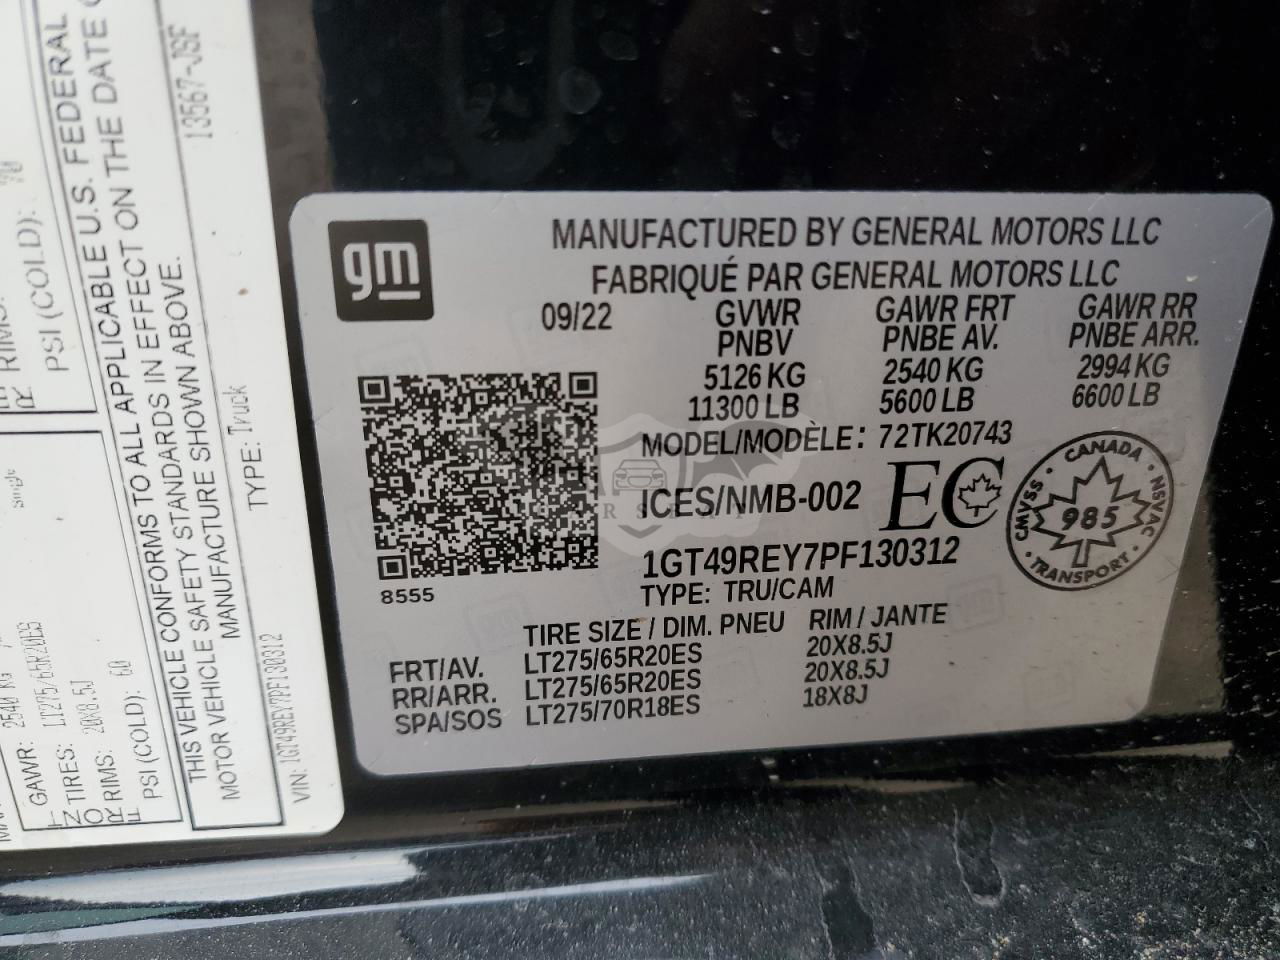 gm
MANUFACTURED BY GENERAL MOTORS LLC
FABRIQUÉ PAR GENERAL MOTORS LLC
09/22 GVWR GAWR FRT GAWR RR
PNBV PNBE AV. PNBE ARR.
5126 KG 2540 KG 2994 KG
11300 LB 5600 LB 6600 LB
MODEL/MODÈLE: 72TK20743
ICES/NMB-002 EC
CANADA
CMVSS 985 NSVAC
TRANSPORT
1GT49REY7PF130312
TYPE: TRU/CAM
8555
TIRE SIZE / DIM. PNEU RIM / JANTE
FRT/AV. LT275/65R20ES 20X8.5J
RR/ARR. LT275/65R20ES 20X8.5J
SPA/SOS LT275/70R18ES 18X8J
RIMS:
PSI (COLD): 70
single
GAWR: 2540 KG
TIRES: LT275/65R20ES
RIMS: 20X8.5J
PSI (COLD): 60
THIS VEHICLE CONFORMS TO ALL APPLICABLE U.S. FEDERAL
MOTOR VEHICLE SAFETY STANDARDS IN EFFECT ON THE DATE
MANUFACTURE SHOWN ABOVE.
TYPE: Truck
13567-JSF
VIN: 1GT49REY7PF130312